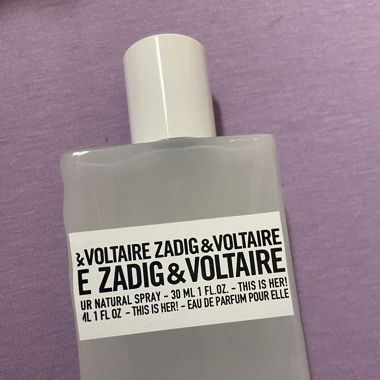 &VOLTAIRE ZADIG&VOLTAIRE
E ZADIG&VOLTAIRE
UR NATURAL SPRAY - 30 ML 1 FL.OZ. - THIS IS HER!
ML 1 FL OZ - THIS IS HER! - EAU DE PARFUM POUR ELLE